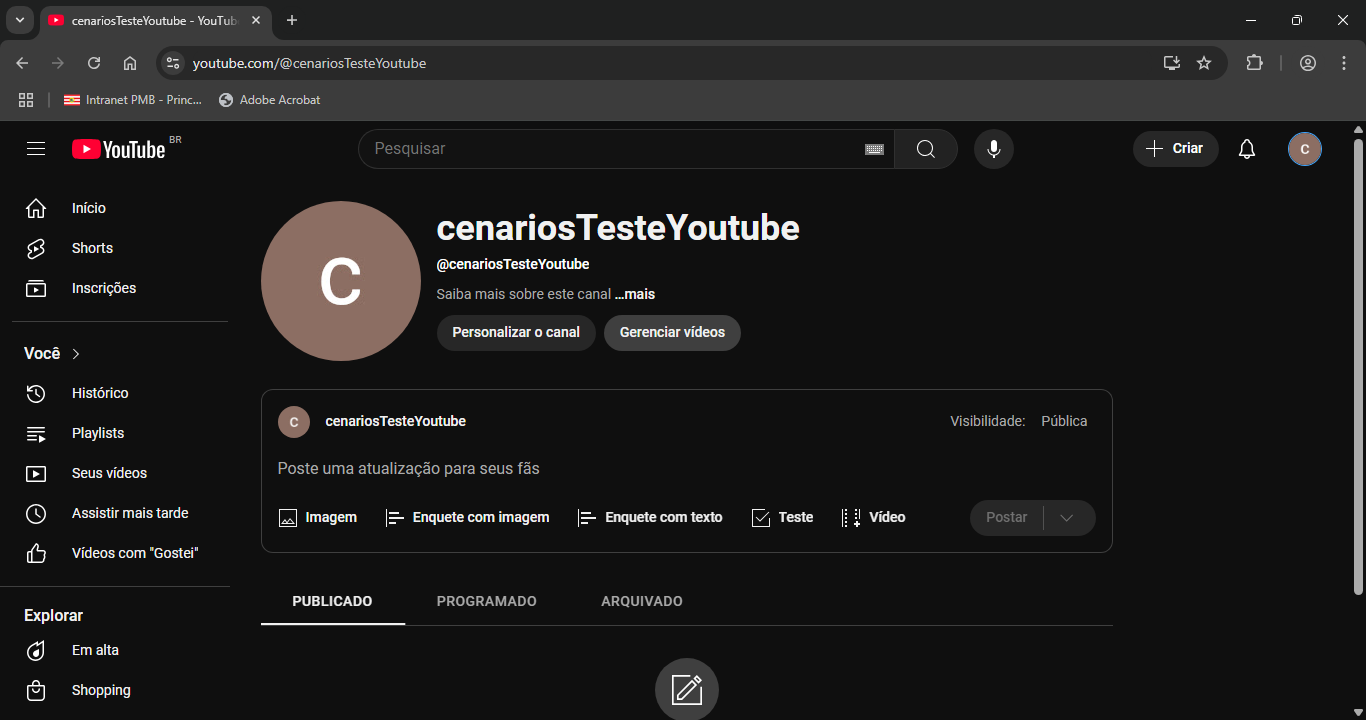 cenariosTesteYoutube - YouTub
youtube.com/@cenariosTesteYoutube
Intranet PMB - Princ... Adobe Acrobat
YouTube BR
Pesquisar
Criar
C
Início
Shorts
Inscrições
Você
Histórico
Playlists
Seus vídeos
Assistir mais tarde
Vídeos com "Gostei"
Explorar
Em alta
Shopping
C
cenariosTesteYoutube
@cenariosTesteYoutube
Saiba mais sobre este canal ...mais
Personalizar o canal Gerenciar vídeos
C cenariosTesteYoutube Visibilidade: Pública
Poste uma atualização para seus fãs
Imagem Enquete com imagem Enquete com texto Teste Vídeo Postar
PUBLICADO PROGRAMADO ARQUIVADO